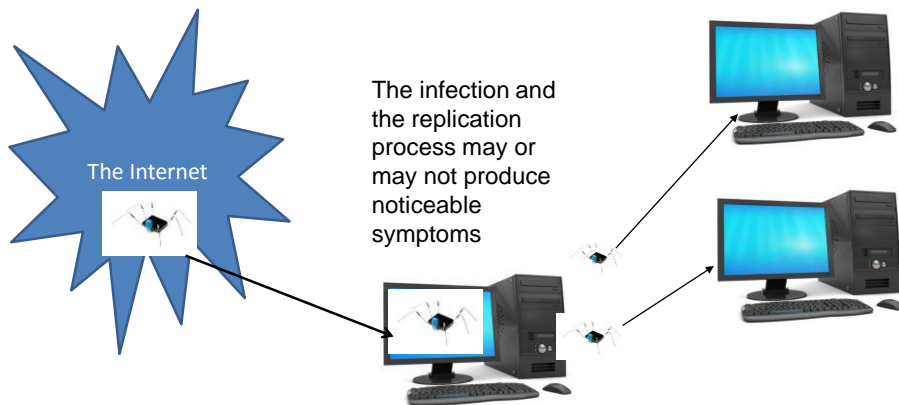 The infection and
the replication
process may or
may not produce
noticeable
symptoms
The Internet